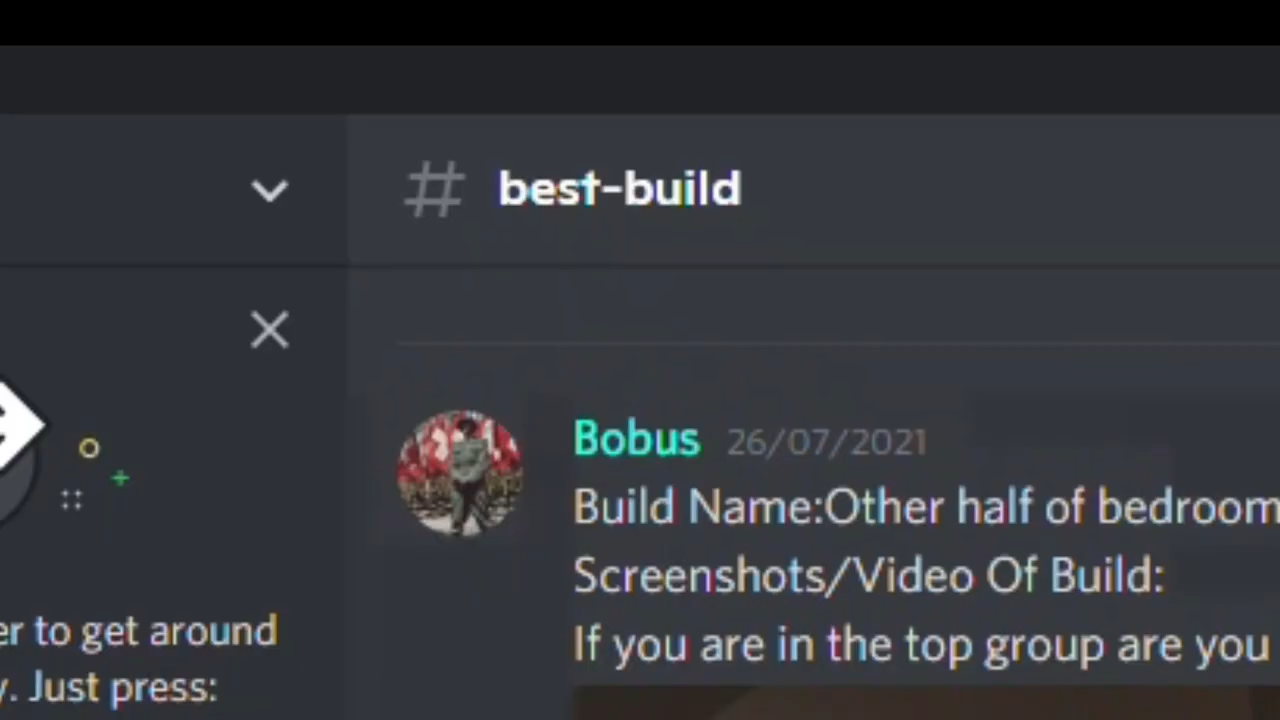 # best-build
Bobus 26/07/2021
Build Name:Other half of bedroom
Screenshots/Video Of Build:
If you are in the top group are you
er to get around
y. Just press: